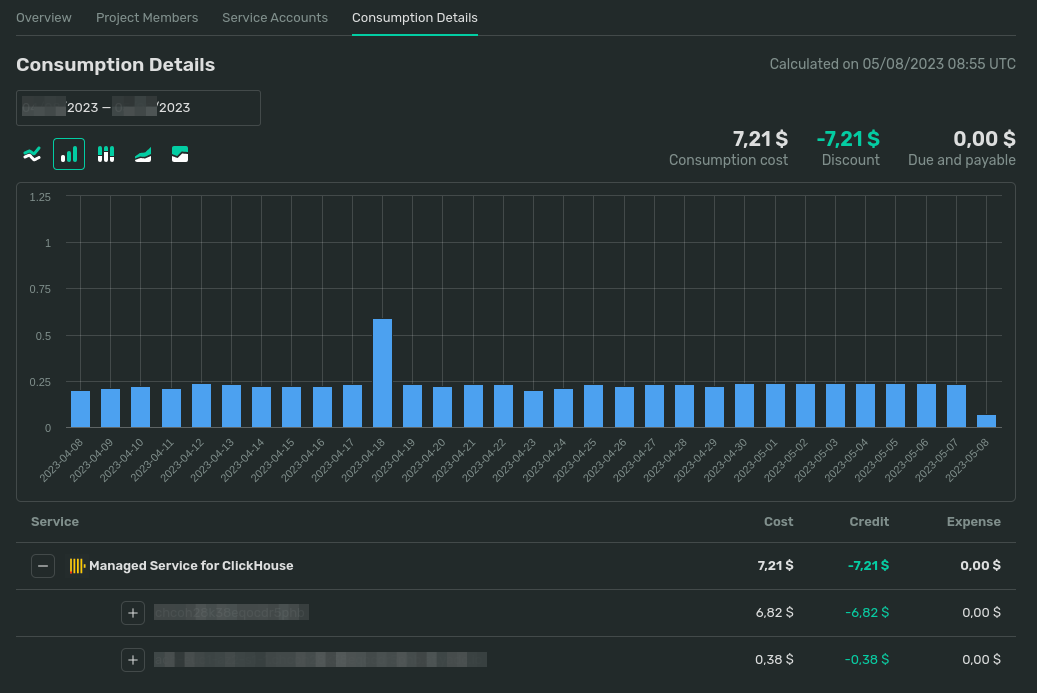 Overview Project Members Service Accounts Consumption Details
Consumption Details
Calculated on 05/08/2023 08:55 UTC
/2023 — /2023
7,21 $ -7,21 $ 0,00 $
Consumption cost Discount Due and payable
1.25
1
0.75
0.5
0.25
0
2023-04-08 2023-04-09 2023-04-10 2023-04-11 2023-04-12 2023-04-13 2023-04-14 2023-04-15 2023-04-16 2023-04-17 2023-04-18 2023-04-19 2023-04-20 2023-04-21 2023-04-22 2023-04-23 2023-04-24 2023-04-25 2023-04-26 2023-04-27 2023-04-28 2023-04-29 2023-04-30 2023-05-01 2023-05-02 2023-05-03 2023-05-04 2023-05-05 2023-05-06 2023-05-07 2023-05-08
Service Cost Credit Expense
Managed Service for ClickHouse 7,21 $ -7,21 $ 0,00 $
6,82 $ -6,82 $ 0,00 $
0,38 $ -0,38 $ 0,00 $